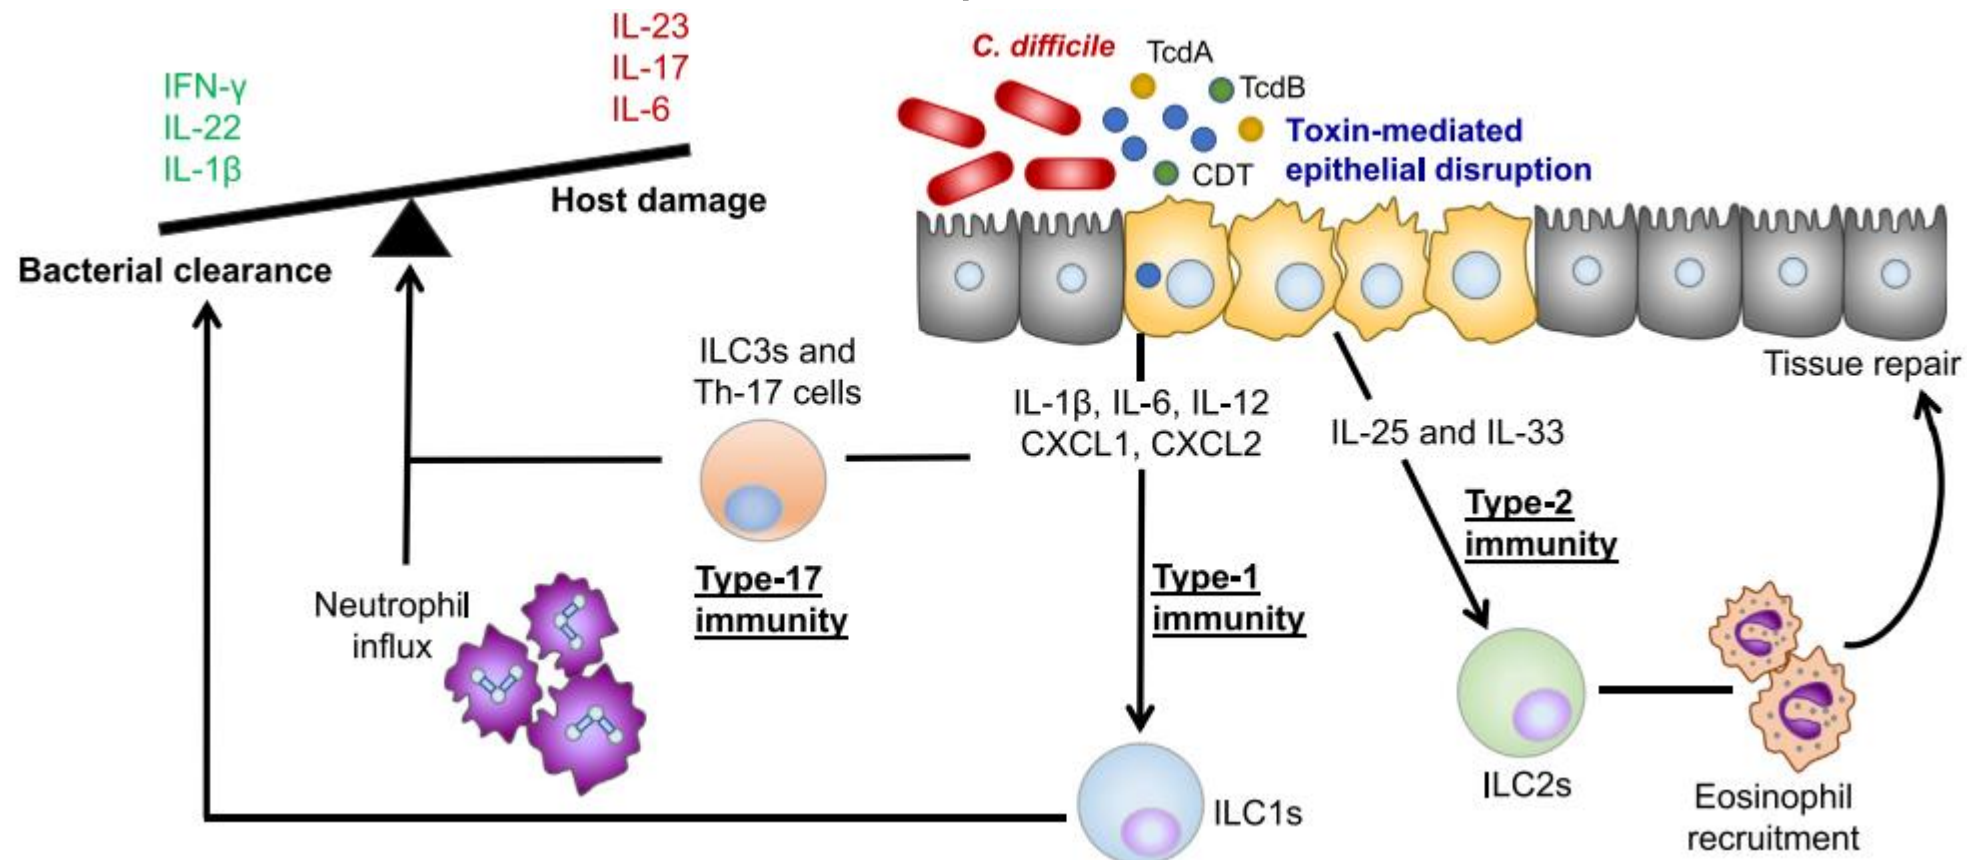 IFN-γ
IL-22
IL-1β
IL-23
IL-17
IL-6
Host damage
Bacterial clearance
C. difficile
TcdA
TcdB
CDT
Toxin-mediated
epithelial disruption
Tissue repair
ILC3s and
Th-17 cells
IL-1β, IL-6, IL-12
CXCL1, CXCL2
IL-25 and IL-33
Type-2
immunity
Type-17
immunity
Type-1
immunity
Neutrophil
influx
ILC1s
ILC2s
Eosinophil
recruitment